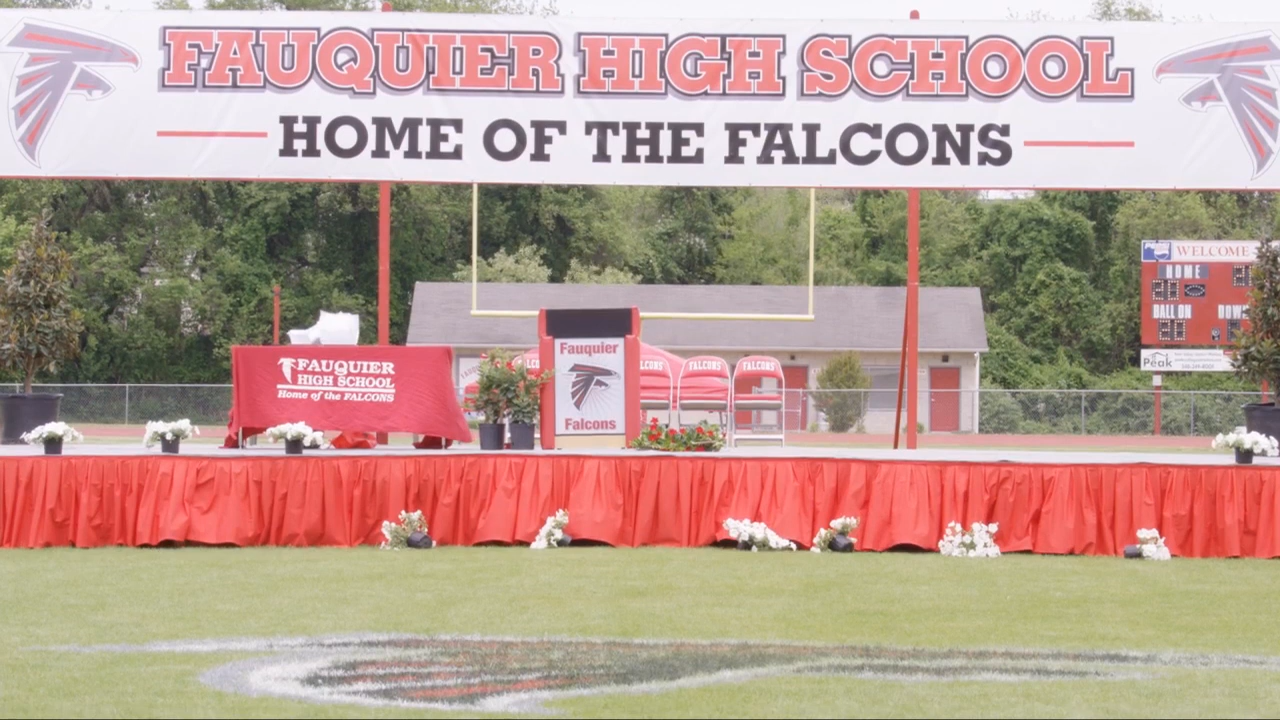 FAUQUIER HIGH SCHOOL
HOME OF THE FALCONS
WELCOME
HOME
BALL ON DOWN
Peak
FAUQUIER
HIGH SCHOOL
Home of the FALCONS
Fauquier
Falcons
FALCONS
FALCONS
FALCONS